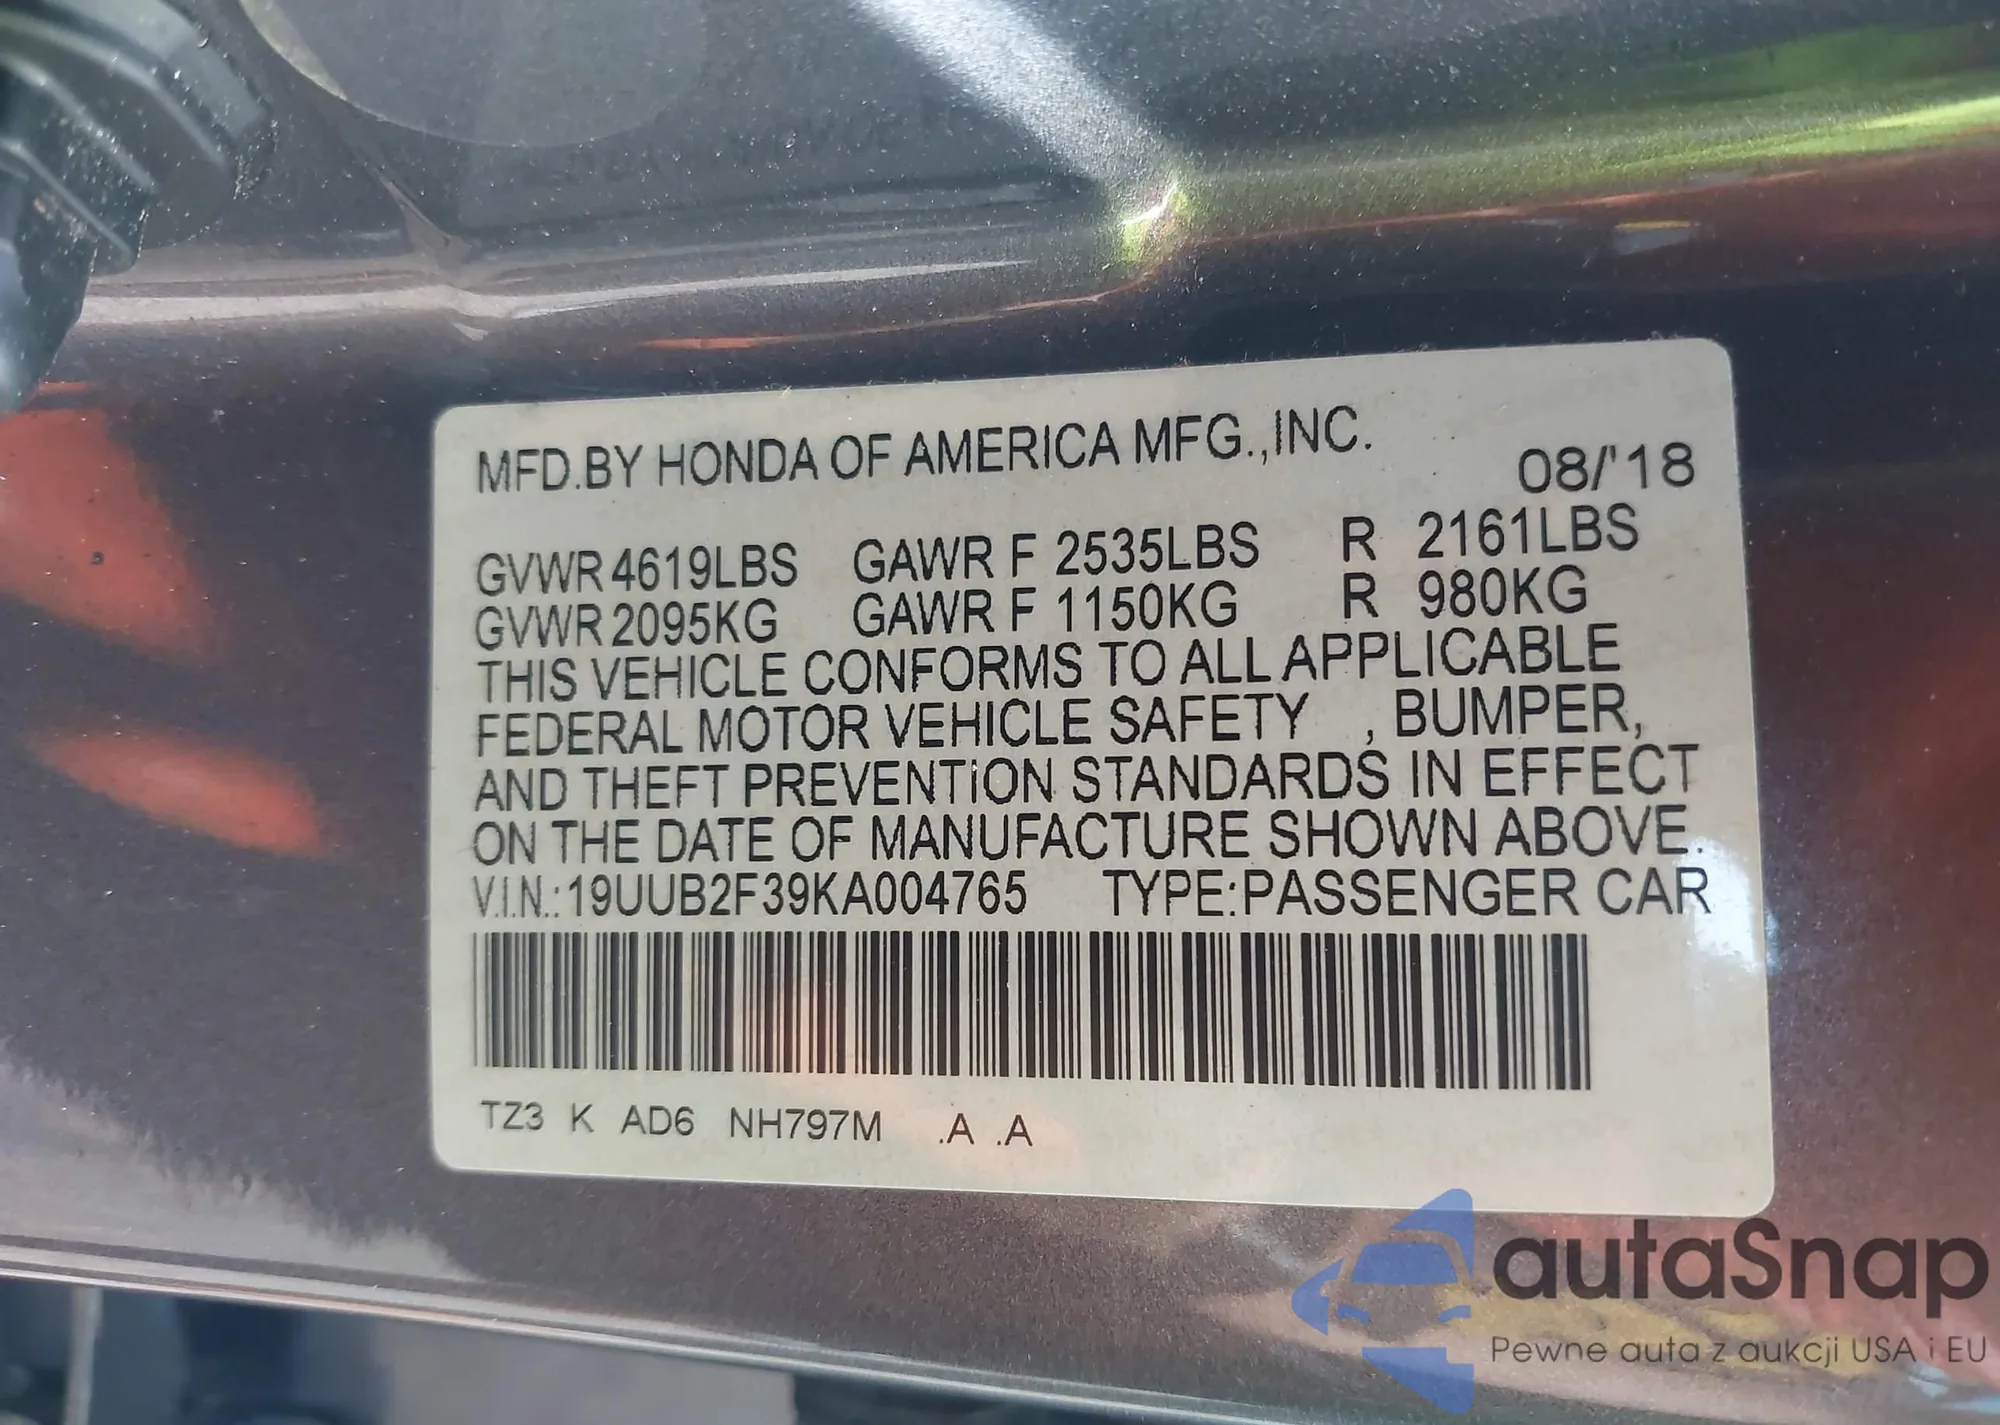 MFD.BY HONDA OF AMERICA MFG.,INC.
08/'18
GVWR 4619LBS GAWR F 2535LBS R 2161LBS
GVWR 2095KG GAWR F 1150KG R 980KG
THIS VEHICLE CONFORMS TO ALL APPLICABLE
FEDERAL MOTOR VEHICLE SAFETY , BUMPER,
AND THEFT PREVENTION STANDARDS IN EFFECT
ON THE DATE OF MANUFACTURE SHOWN ABOVE.
V.I.N.: 19UUB2F39KA004765 TYPE:PASSENGER CAR
TZ3 K AD6 NH797M .A .A
autaSnap
Pewne auta z aukcji USA i EU